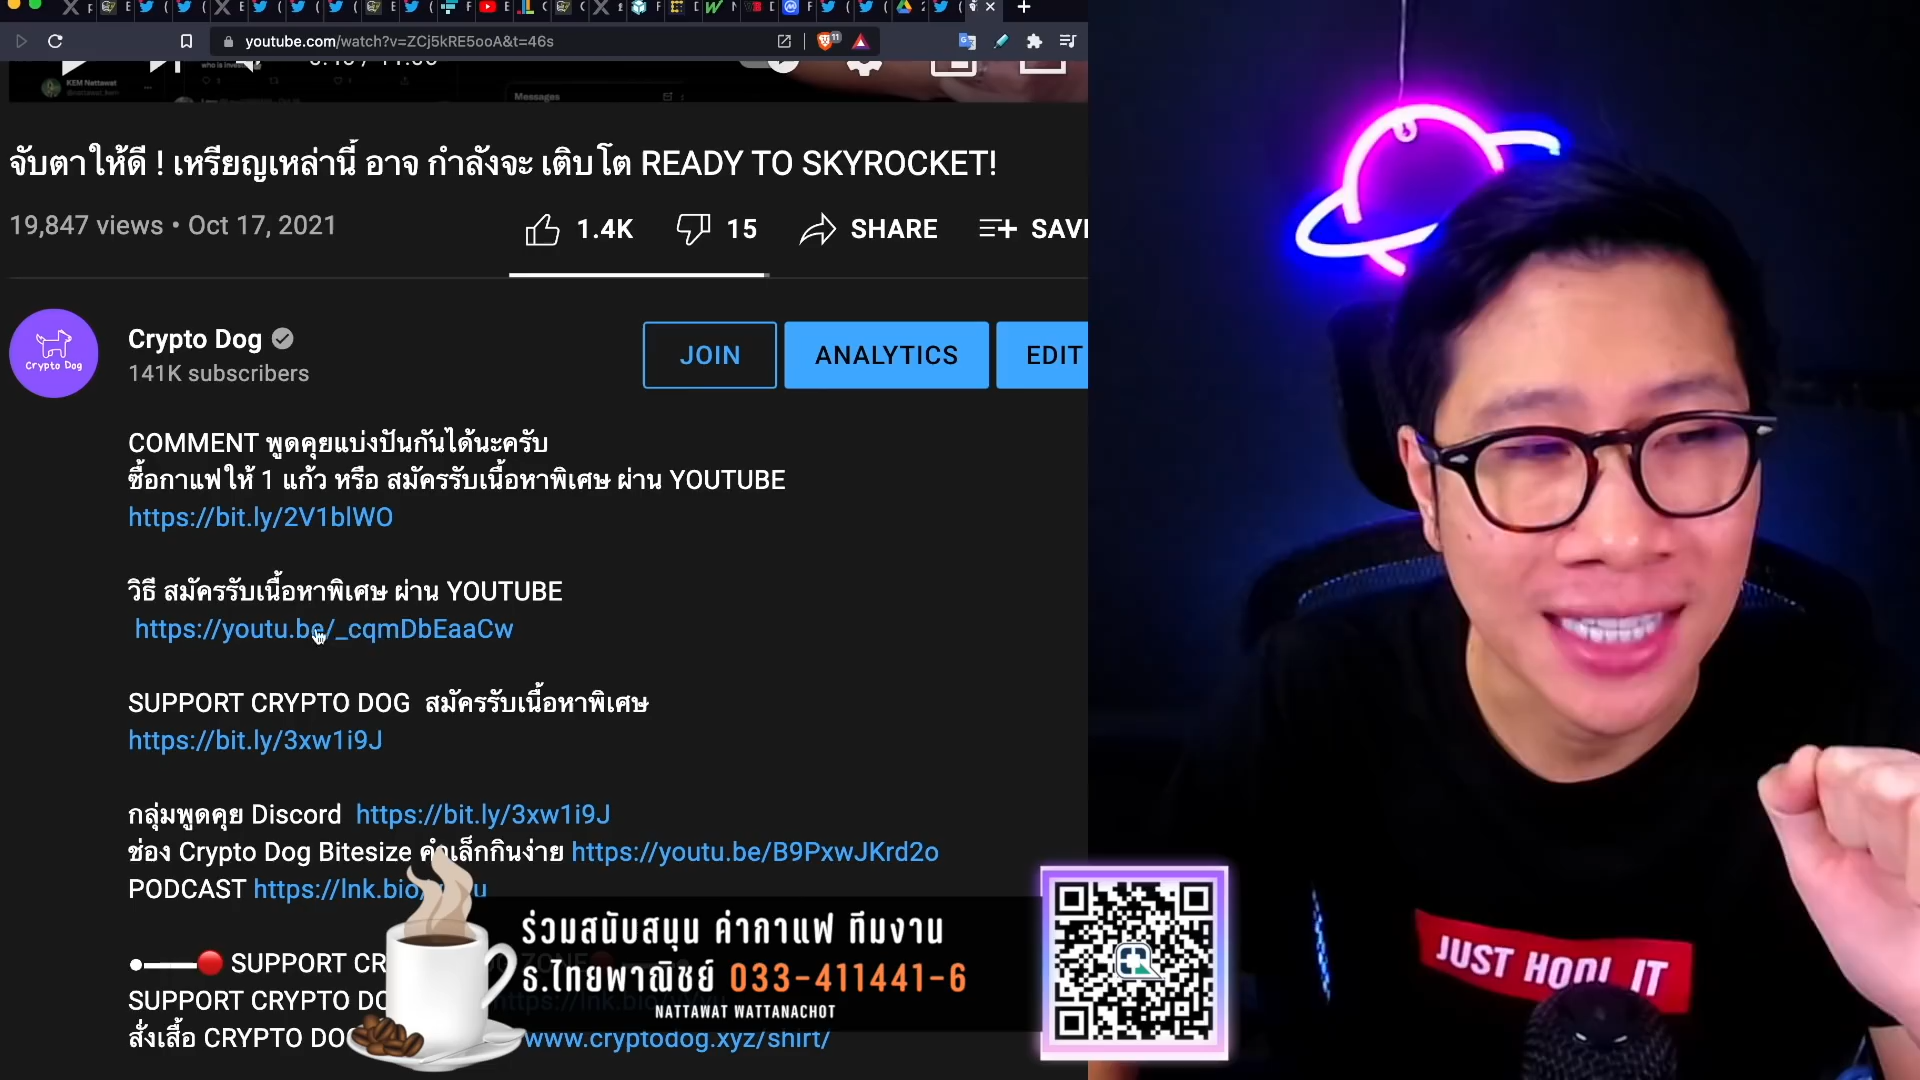 youtube.com/watch?v=ZCj5kRE5ooA&t=46s
11
KEM Nattawat
Messages
จับตาให้ดี ! เหรียญเหล่านี้ อาจ กำลังจะ เติบโต READY TO SKYROCKET!
19,847 views • Oct 17, 2021
1.4K
15
SHARE
Crypto Dog
Crypto Dog
141K subscribers
JOIN
ANALYTICS
EDIT
COMMENT พูดคุยแบ่งปันกันได้นะครับ
ซื้อกาแฟให้ 1 แก้ว หรือ สมัครรับเนื้อหาพิเศษ ผ่าน YOUTUBE
https://bit.ly/2V1blWO
วิธี สมัครรับเนื้อหาพิเศษ ผ่าน YOUTUBE
https://youtu.be/_cqmDbEaaCw
SUPPORT CRYPTO DOG สมัครรับเนื้อหาพิเศษ
https://bit.ly/3xw1i9J
กลุ่มพูดคุย Discord https://bit.ly/3xw1i9J
ช่อง Crypto Dog Bitesize คำเล็กกินง่าย https://youtu.be/B9PxwJKrd2o
PODCAST https://lnk.bio/
SUPPORT
SUPPORT CRYPTO
สั่งเสื้อ CRYPTO
www.cryptodog.xyz/shirt/
ร่วมสนับสนุน ค่ากาแฟ ทีมงาน
ธ.ไทยพาณิชย์ 033-411441-6
NATTAWAT WATTANACHOT
JUST HODL IT